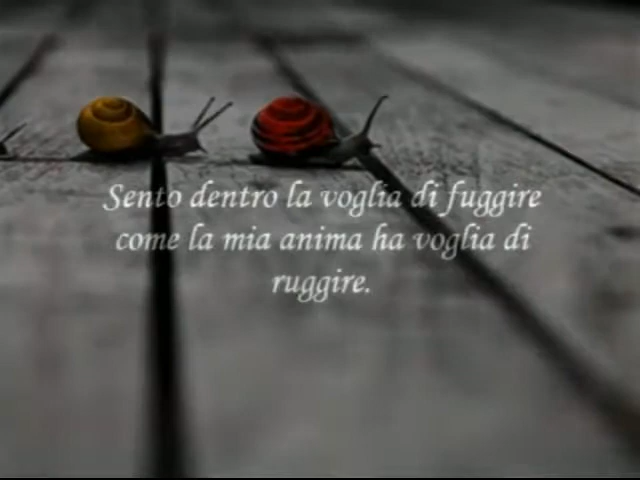 Sento dentro la voglia di fuggire
come la mia anima ha voglia di
ruggire.